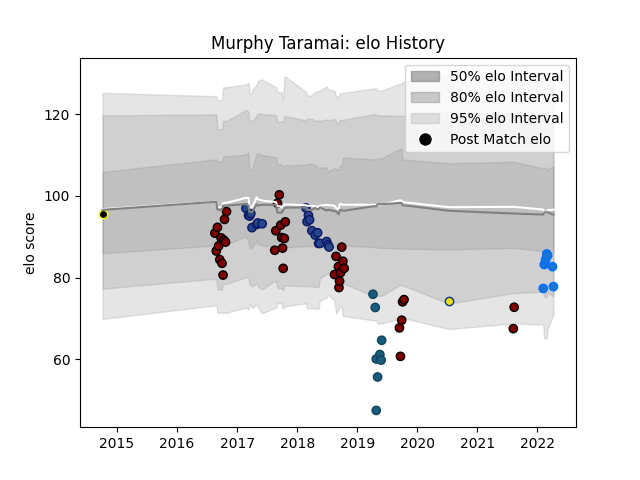 Murphy Taramai: elo History
50% elo Interval
80% elo Interval
95% elo Interval
Post Match elo
elo score
120
100
80
60
2015 2016 2017 2018 2019 2020 2021 2022